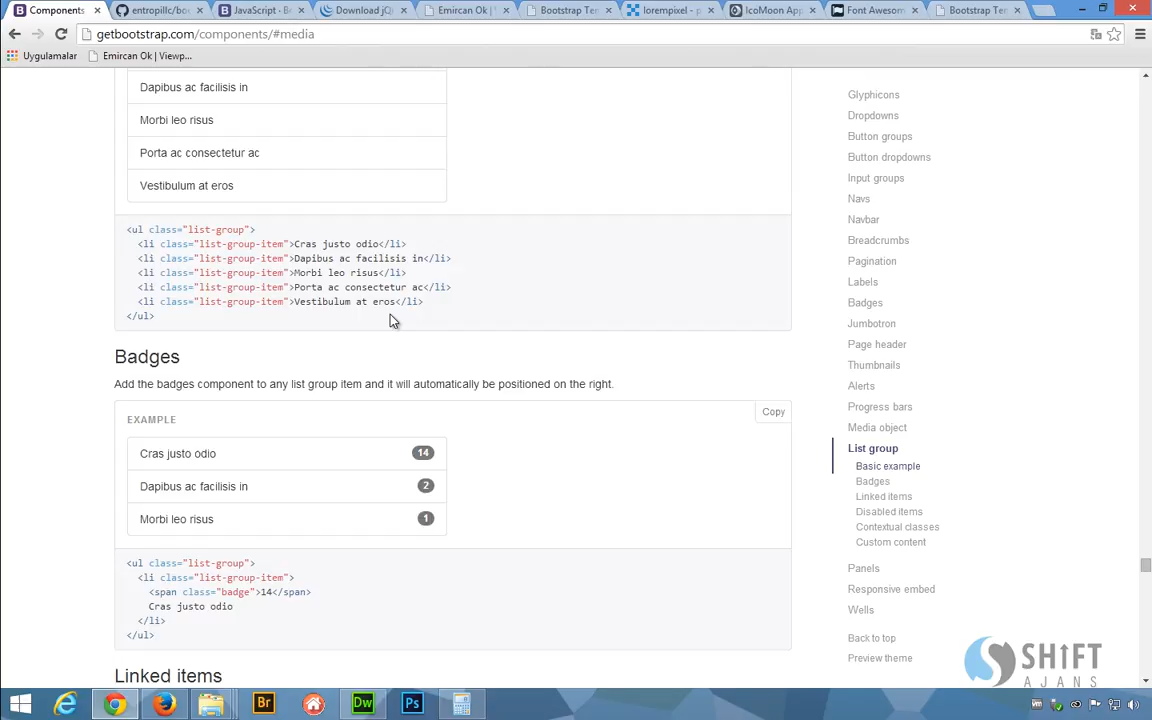 Components
entropillc/bo
JavaScript · B
Download jQ
Emircan Ok | V
Bootstrap Te
lorempixel - p
IcoMoon App
Font Awesom
Bootstrap Te
getbootstrap.com/components/#media
Uygulamalar
Emircan Ok | Viewp...
Dapibus ac facilisis in
Morbi leo risus
Porta ac consectetur ac
Vestibulum at eros
<ul class="list-group">
<li class="list-group-item">Cras justo odio</li>
<li class="list-group-item">Dapibus ac facilisis in</li>
<li class="list-group-item">Morbi leo risus</li>
<li class="list-group-item">Porta ac consectetur ac</li>
<li class="list-group-item">Vestibulum at eros</li>
</ul>
Badges
Add the badges component to any list group item and it will automatically be positioned on the right.
EXAMPLE
Copy
Cras justo odio 14
Dapibus ac facilisis in 2
Morbi leo risus 1
<ul class="list-group">
<li class="list-group-item">
<span class="badge">14</span>
Cras justo odio
</li>
</ul>
Linked items
Glyphicons
Dropdowns
Button groups
Button dropdowns
Input groups
Navs
Navbar
Breadcrumbs
Pagination
Labels
Badges
Jumbotron
Page header
Thumbnails
Alerts
Progress bars
Media object
List group
Basic example
Badges
Linked items
Disabled items
Contextual classes
Custom content
Panels
Responsive embed
Wells
Back to top
Preview theme
SHIFT
AJANS
Br
Dw
Ps